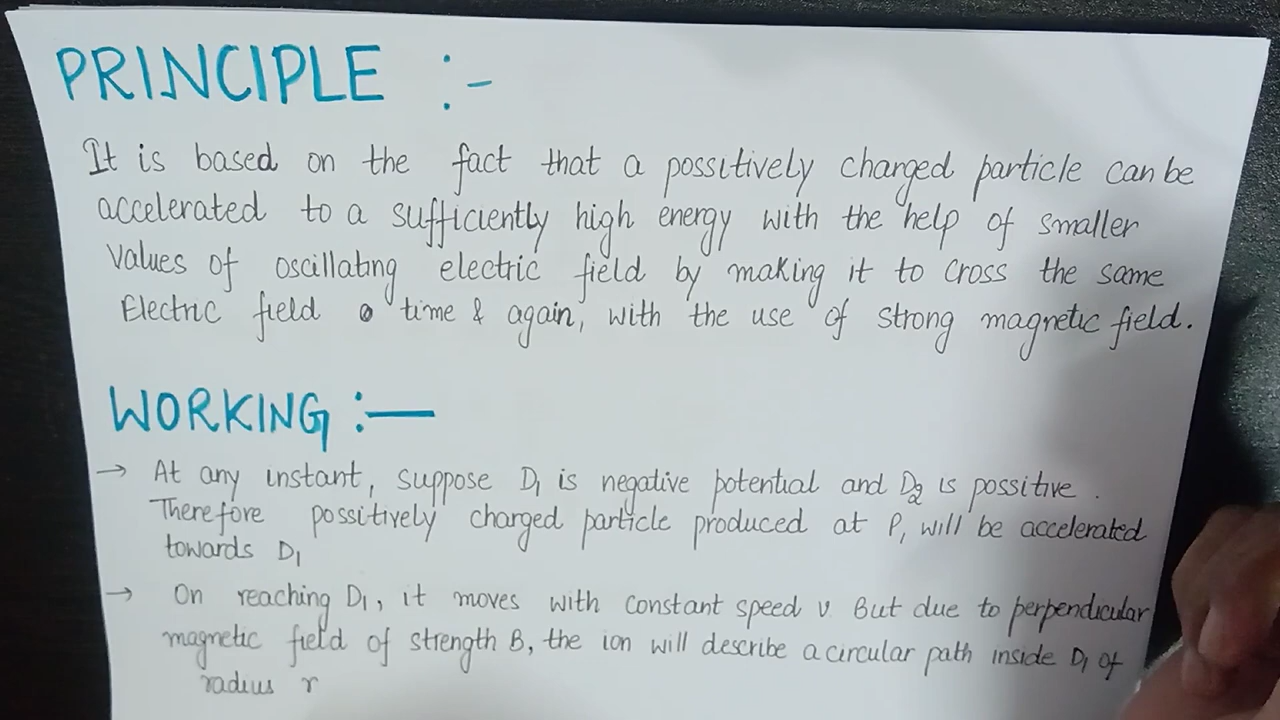 PRINCIPLE :-
It is based on the fact that a possitively charged particle can be
accelerated to a sufficiently high energy with the help of smaller
values of oscillating electric field by making it to cross the same
Electric field time & again, with the use of strong magnetic field.
WORKING :—
→ At any instant, suppose D₁ is negative potential and D₂ is possitive.
Therefore possitively charged particle produced at P, will be accelerated
towards D₁
→ On reaching D₁, it moves with constant speed v But due to perpendicular
magnetic field of strength B, the ion will describe a circular path inside D₁ of
radius r